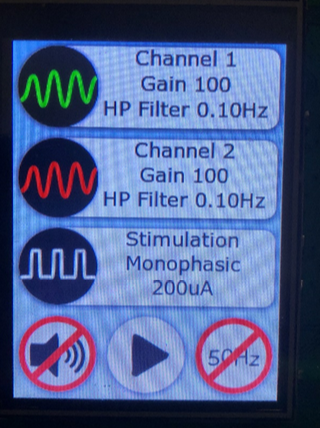 Channel 1
Gain 100
HP Filter 0.10Hz
Channel 2
Gain 100
HP Filter 0.10Hz
Stimulation
Monophasic
200uA
50Hz